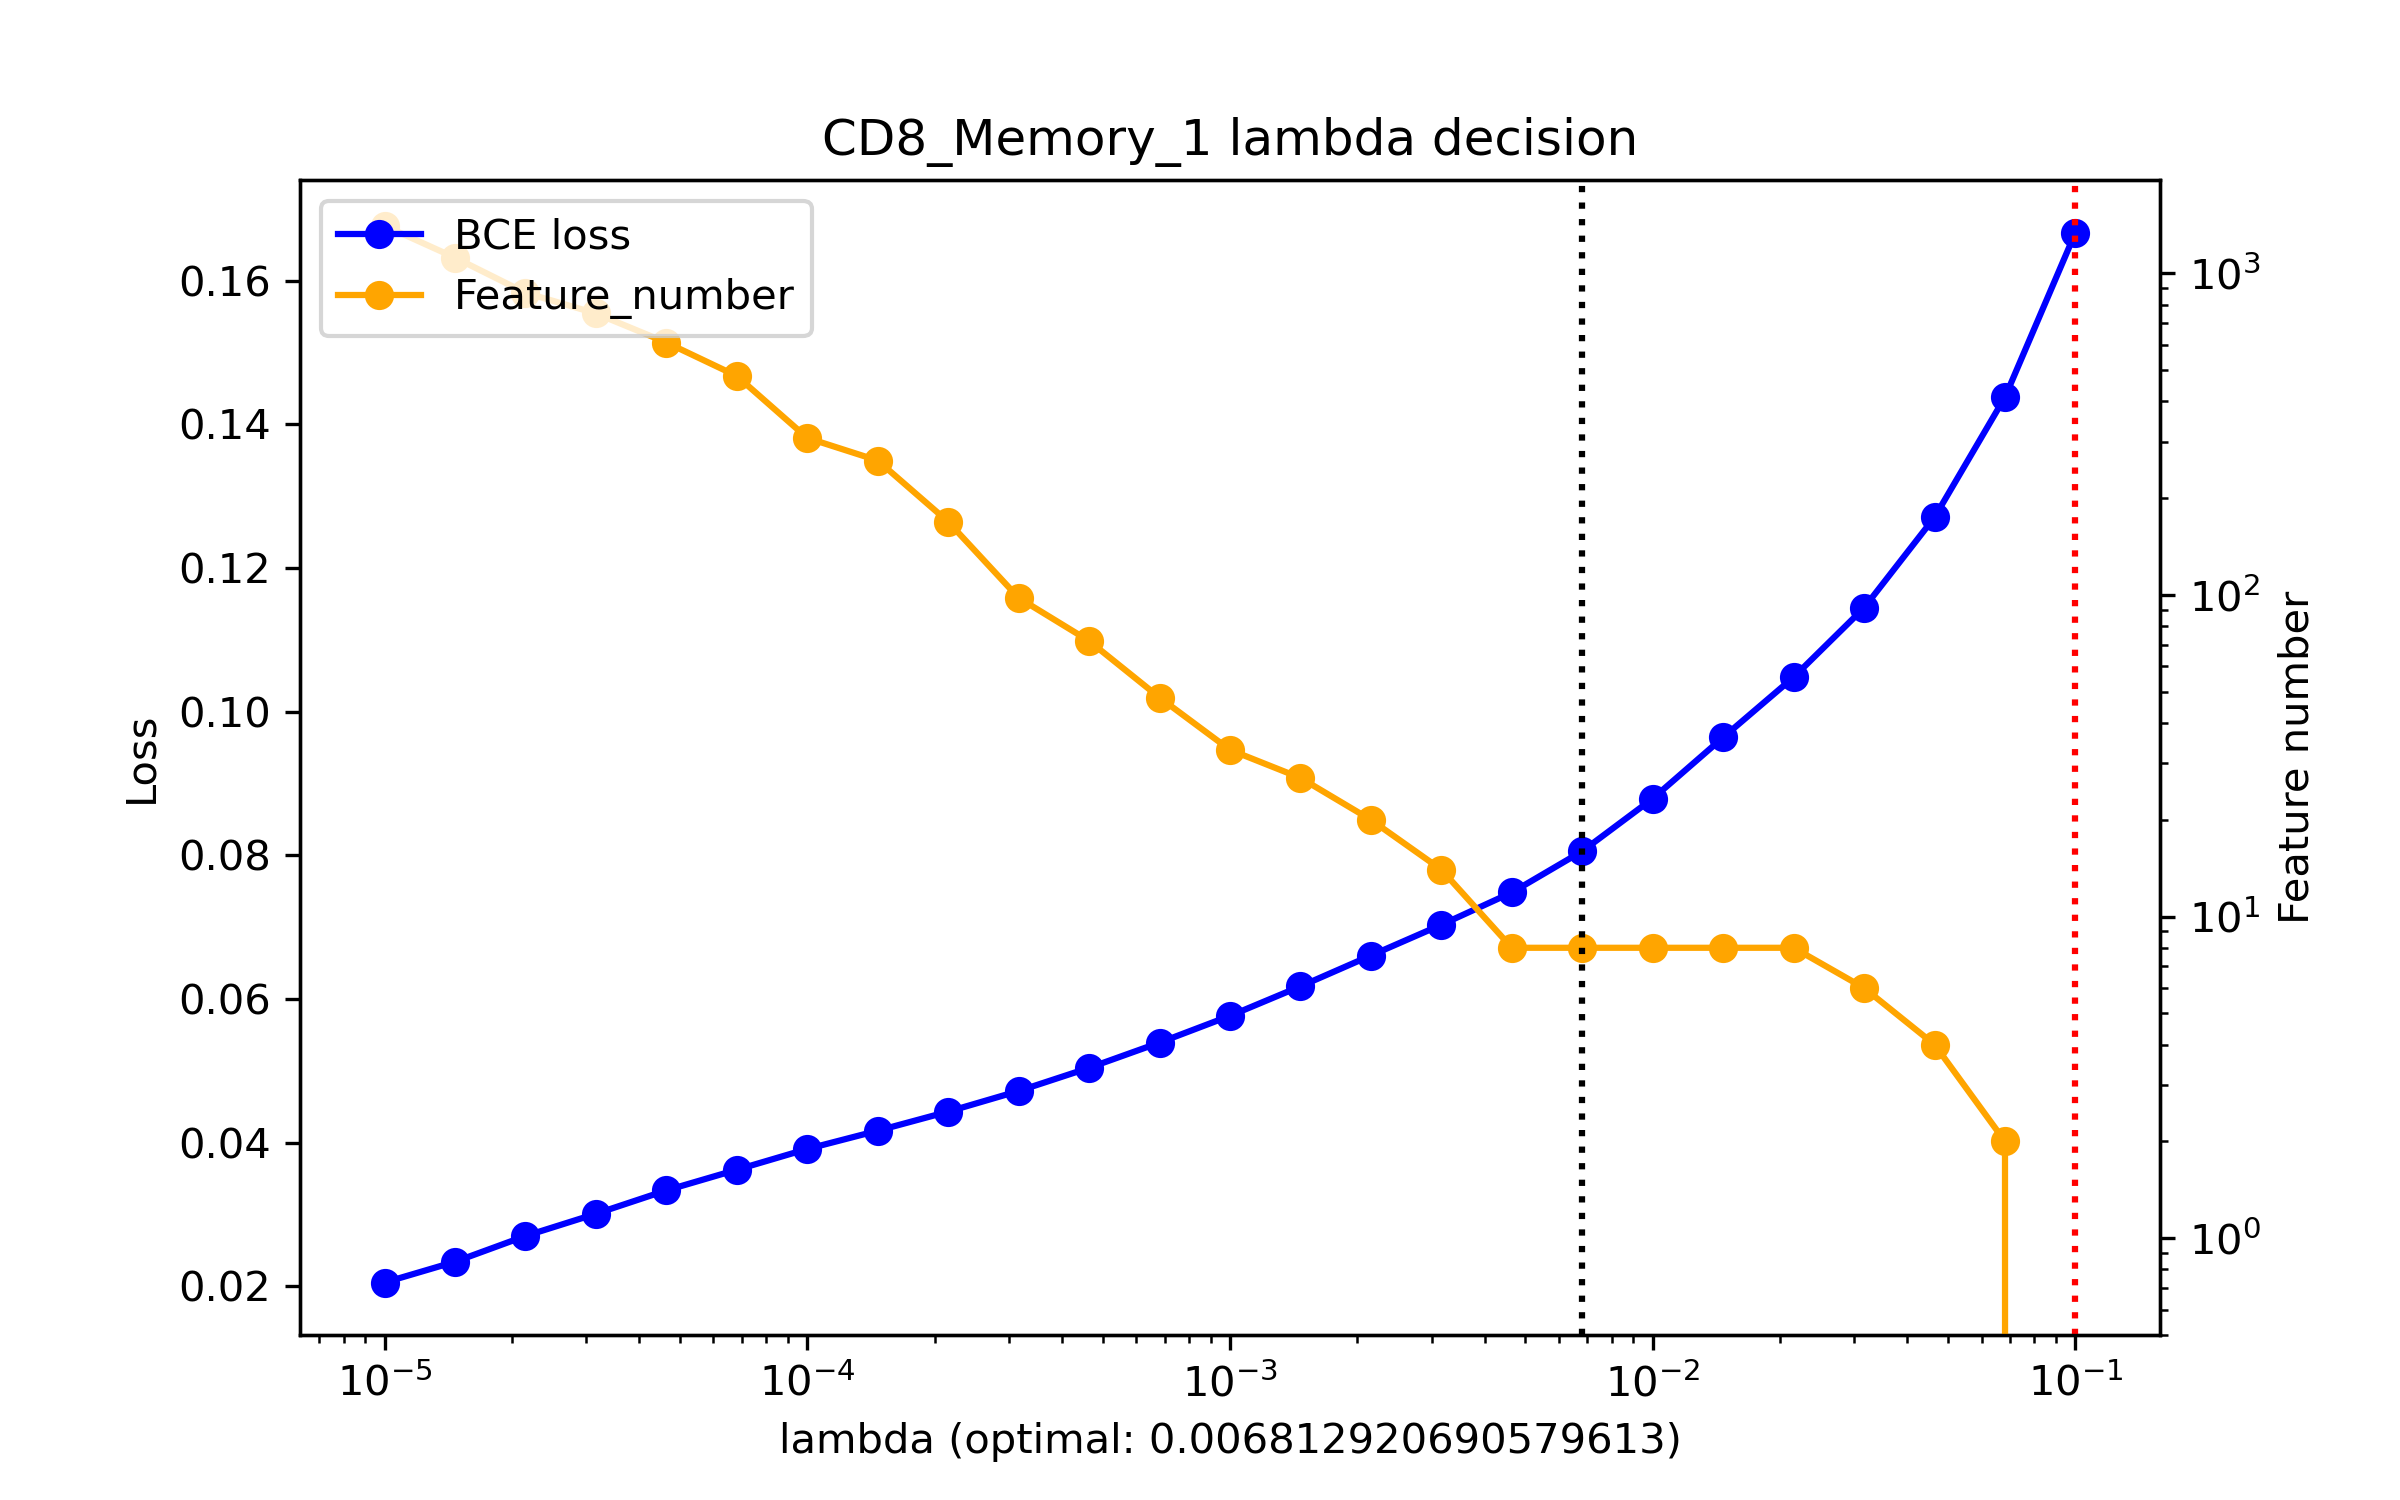 CD8_Memory_1 lambda decision
BCE loss
Feature_number
Loss
0.16
0.14
0.12
0.10
0.08
0.06
0.04
0.02
10³
10²
10¹
10⁰
Feature number
10⁻⁵ 10⁻⁴ 10⁻³ 10⁻² 10⁻¹
lambda (optimal: 0.006812920690579613)